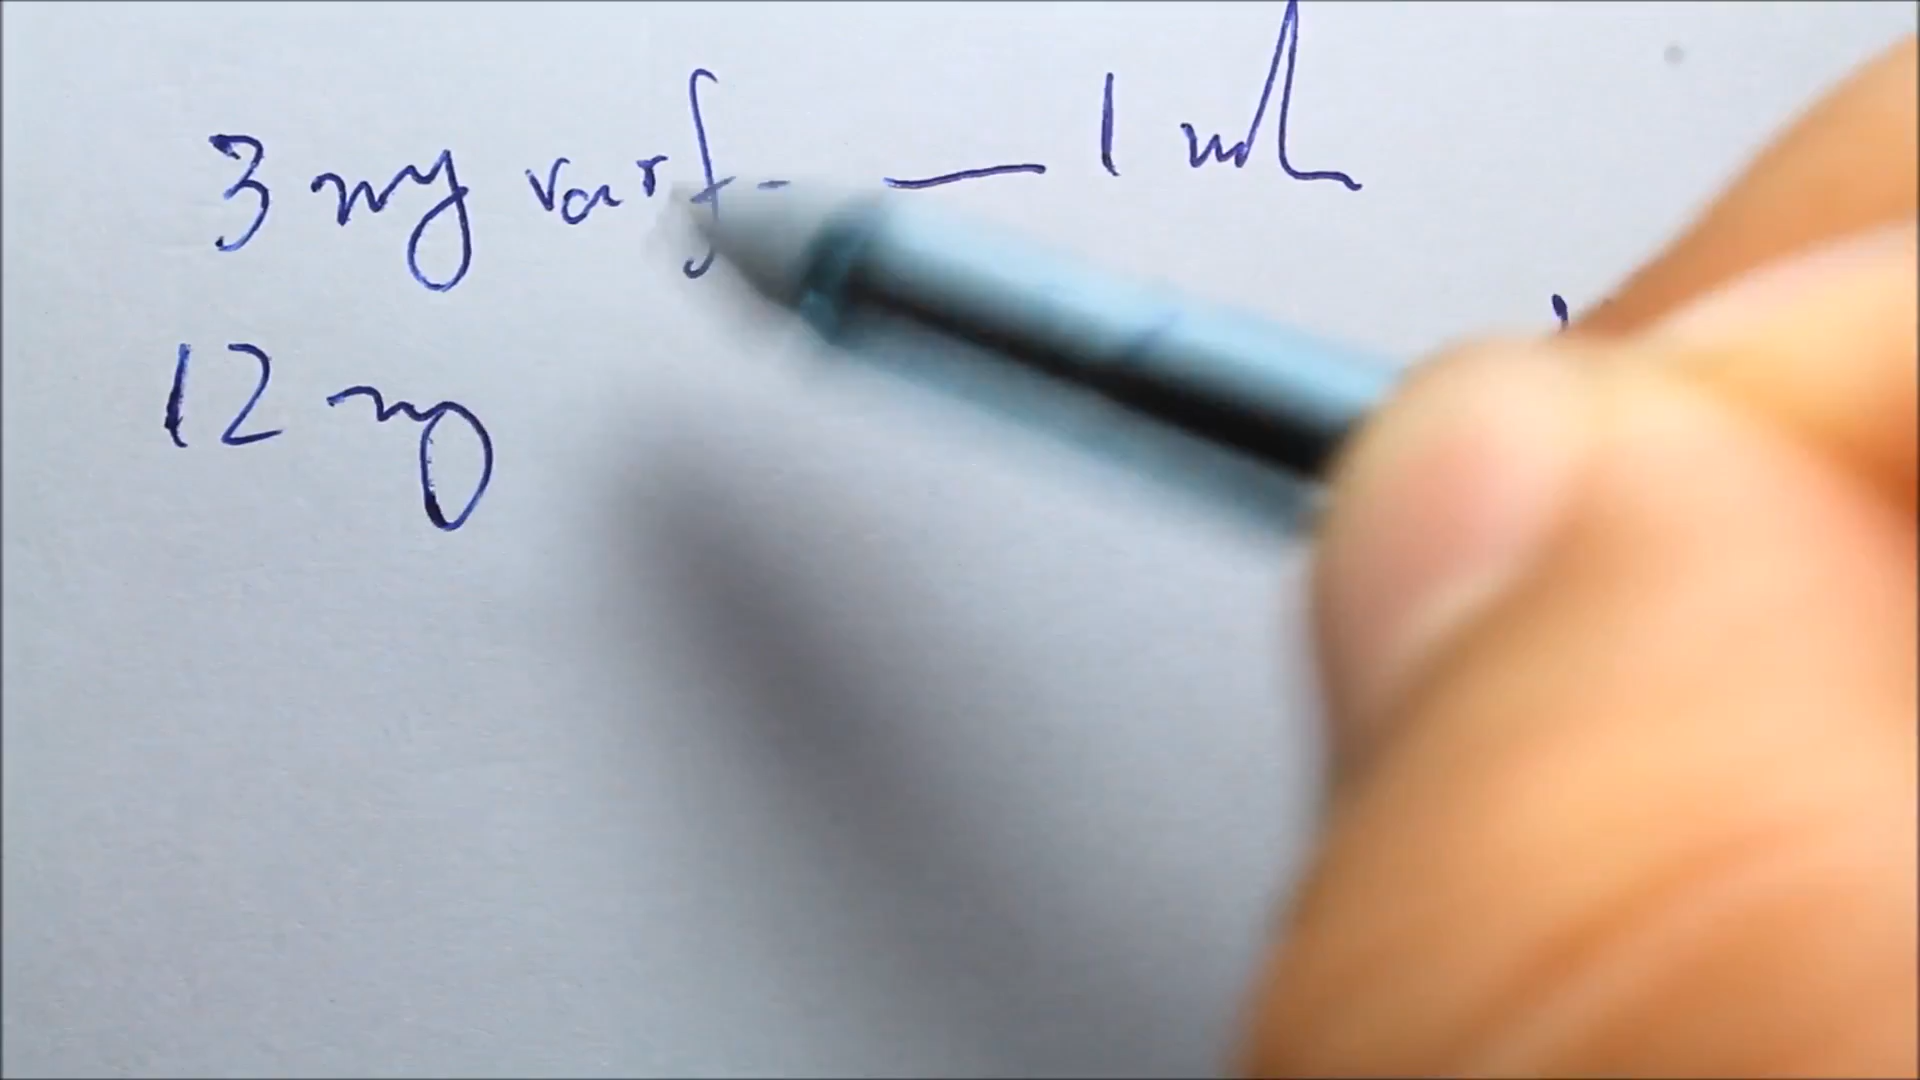 3 mg varf. — 1 ml
12 mg